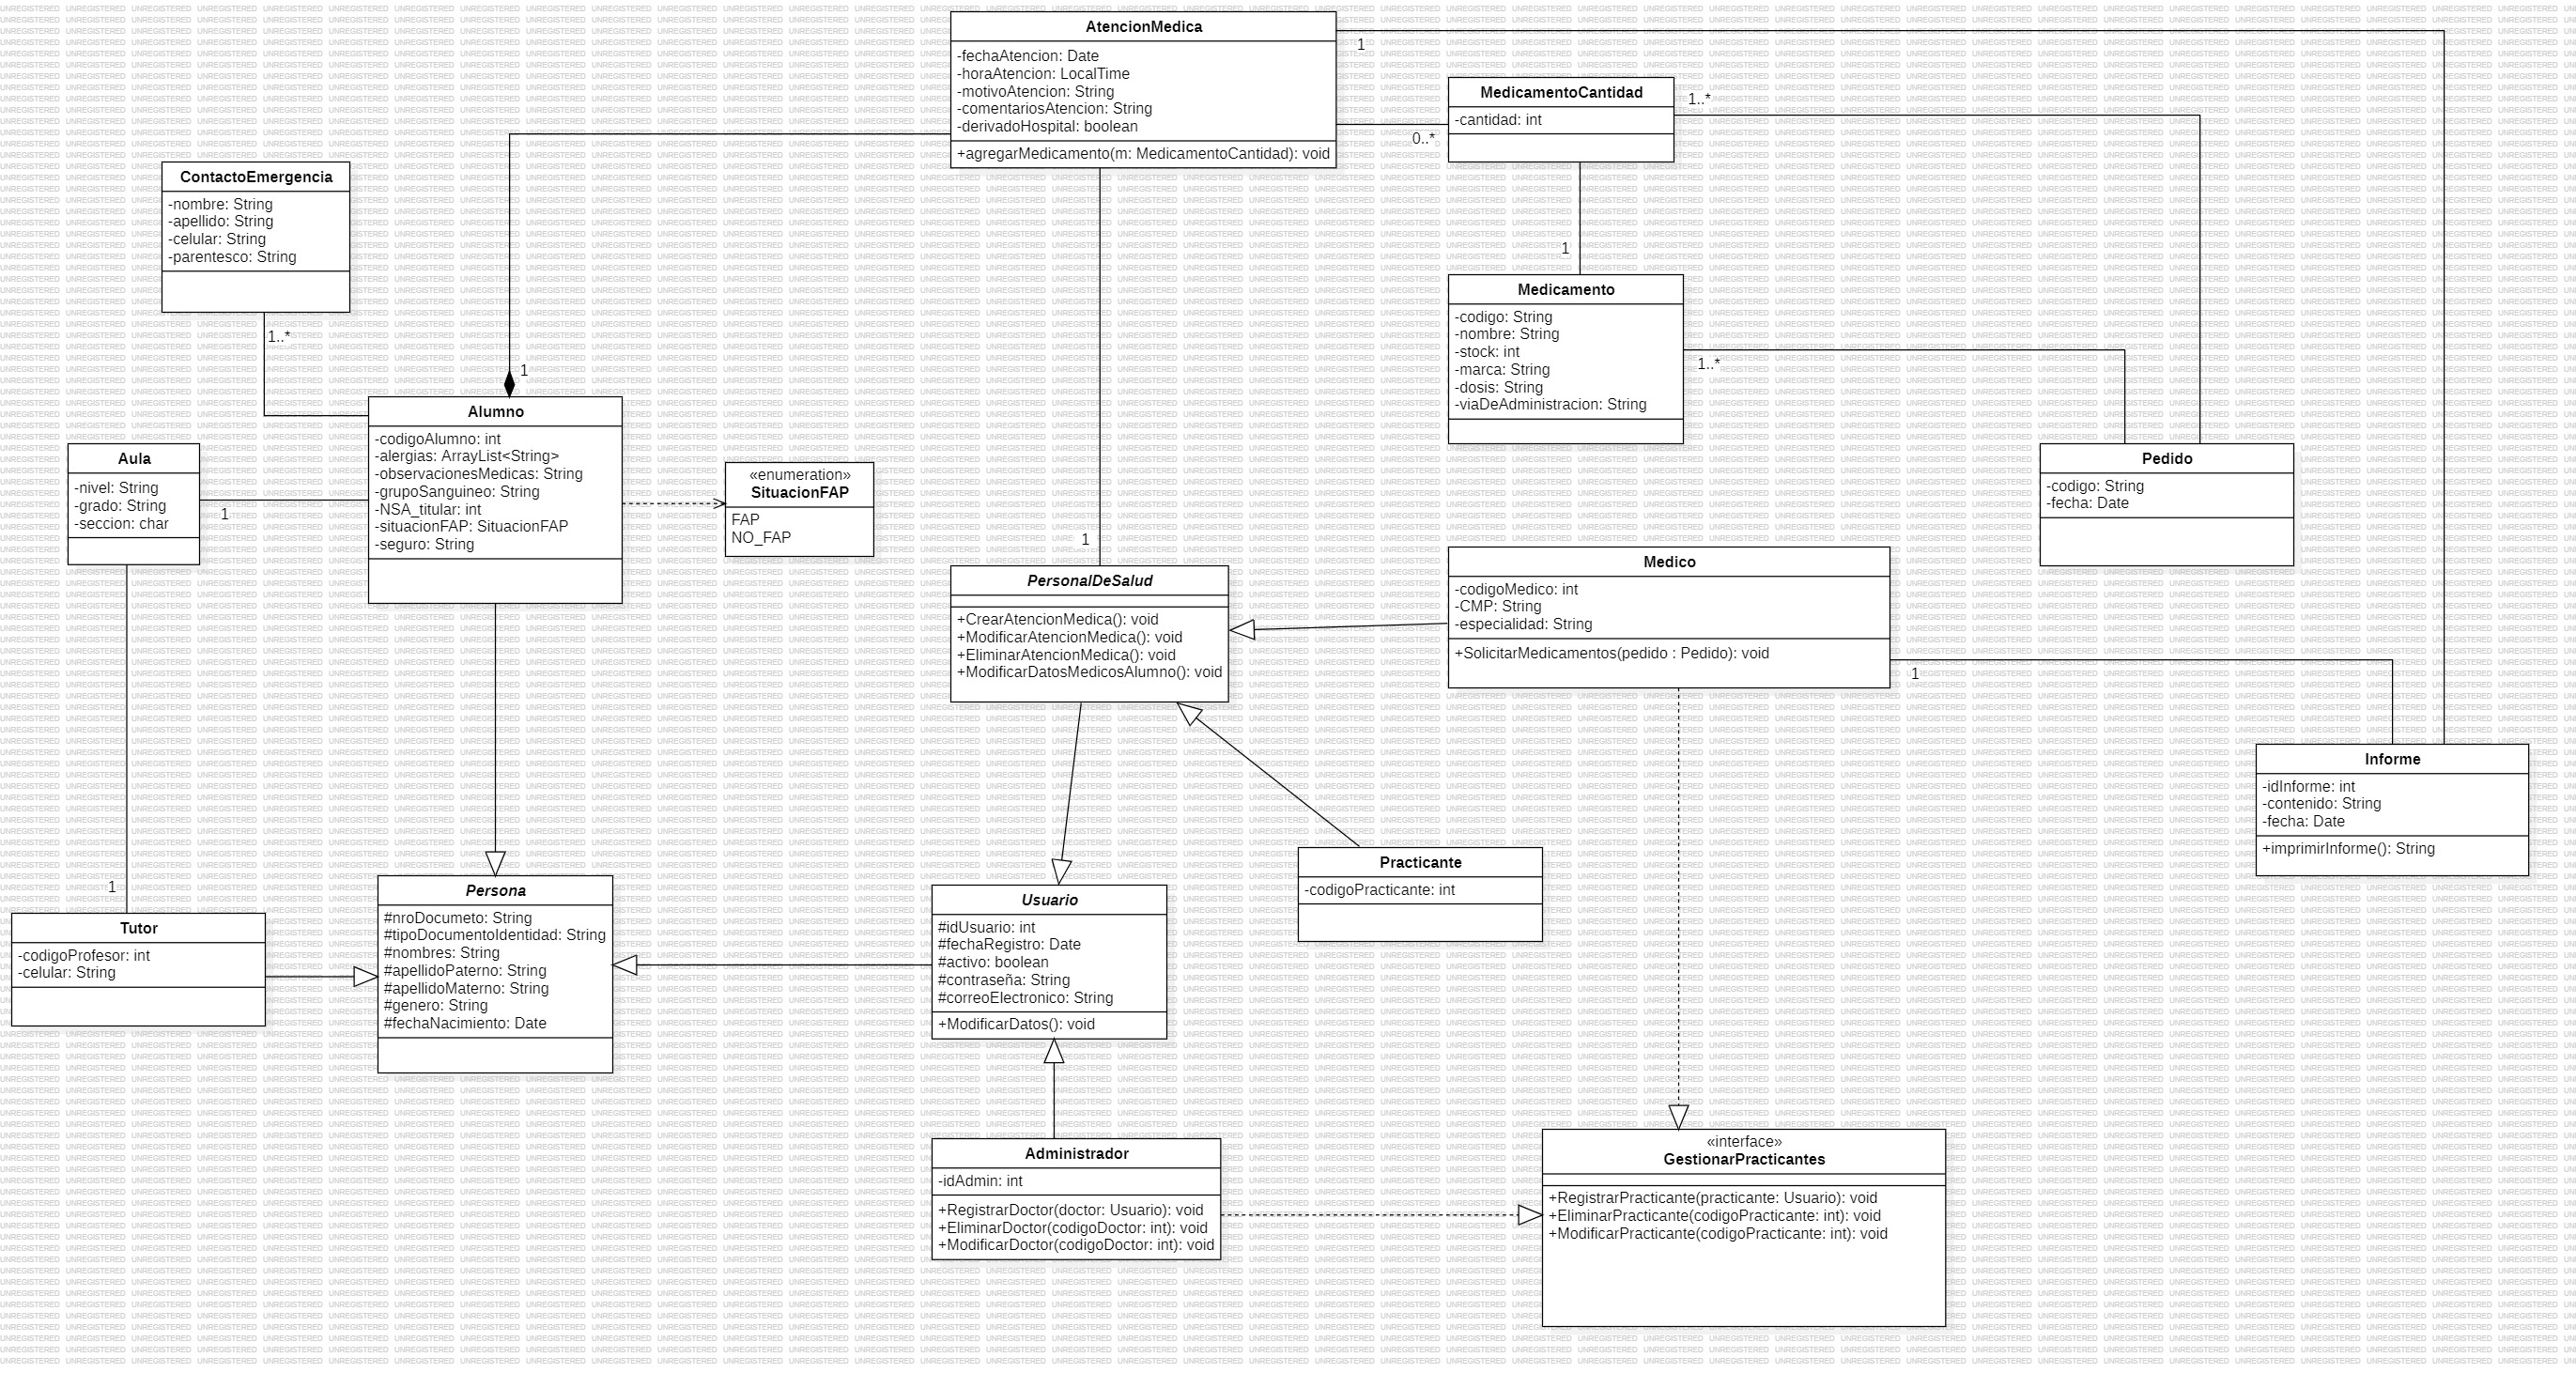 AtencionMedica
-fechaAtencion: Date
-horaAtencion: LocalTime
-motivoAtencion: String
-comentariosAtencion: String
-derivadoHospital: boolean
+agregarMedicamento(m: MedicamentoCantidad): void
1
MedicamentoCantidad
-cantidad: int
1..*
0..*
ContactoEmergencia
-nombre: String
-apellido: String
-celular: String
-parentesco: String
1..*
1
1
Medicamento
-codigo: String
-nombre: String
-stock: int
-marca: String
-dosis: String
-viaDeAdministracion: String
1..*
Alumno
-codigoAlumno: int
-alergias: ArrayList<String>
-observacionesMedicas: String
-grupoSanguineo: String
-NSA_titular: int
-situacionFAP: SituacionFAP
-seguro: String
Aula
-nivel: String
-grado: String
-seccion: char
1
«enumeration»
SituacionFAP
FAP
NO_FAP
Pedido
-codigo: String
-fecha: Date
1
PersonalDeSalud
+CrearAtencionMedica(): void
+ModificarAtencionMedica(): void
+EliminarAtencionMedica(): void
+ModificarDatosMedicosAlumno(): void
Medico
-codigoMedico: int
-CMP: String
-especialidad: String
+SolicitarMedicamentos(pedido : Pedido): void
1
Informe
-idInforme: int
-contenido: String
-fecha: Date
+imprimirInforme(): String
Practicante
-codigoPracticante: int
1
Tutor
-codigoProfesor: int
-celular: String
Persona
#nroDocumeto: String
#tipoDocumentoIdentidad: String
#nombres: String
#apellidoPaterno: String
#apellidoMaterno: String
#genero: String
#fechaNacimiento: Date
Usuario
#idUsuario: int
#fechaRegistro: Date
#activo: boolean
#contraseña: String
#correoElectronico: String
+ModificarDatos(): void
Administrador
-idAdmin: int
+RegistrarDoctor(doctor: Usuario): void
+EliminarDoctor(codigoDoctor: int): void
+ModificarDoctor(codigoDoctor: int): void
«interface»
GestionarPracticantes
+RegistrarPracticante(practicante: Usuario): void
+EliminarPracticante(codigoPracticante: int): void
+ModificarPracticante(codigoPracticante: int): void
UNREGISTERED